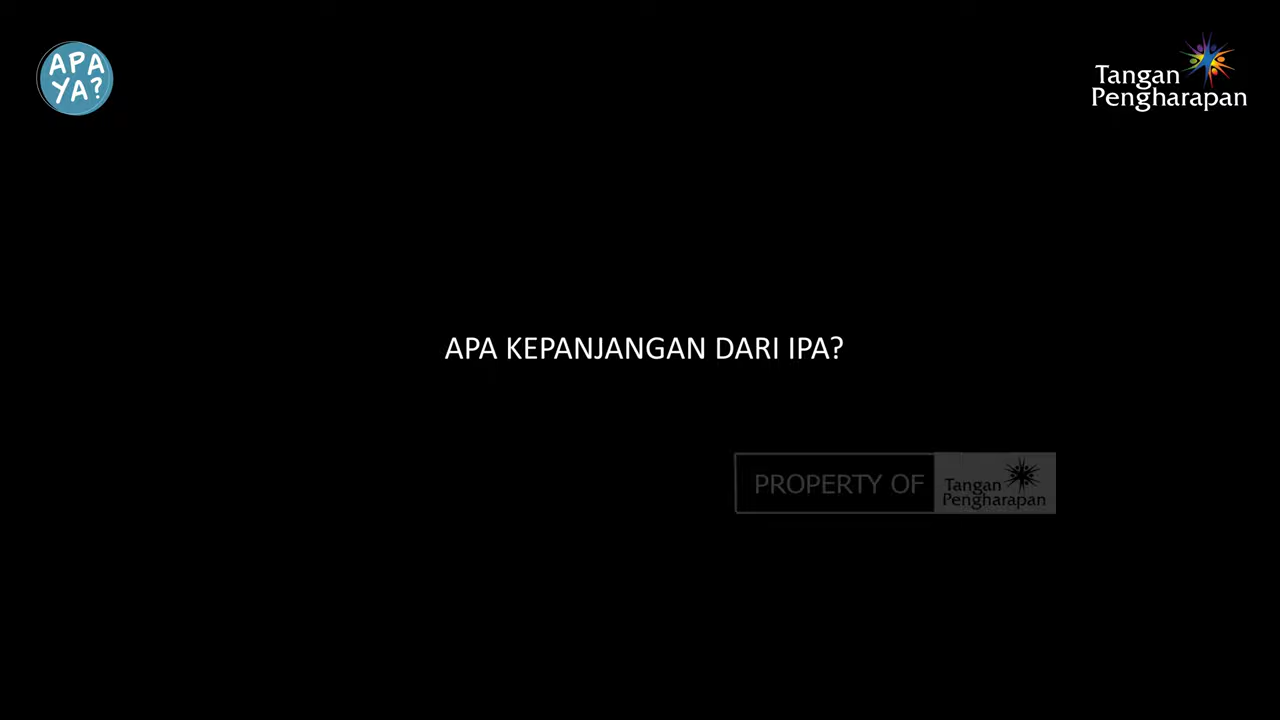 APA
YA?
Tangan
Pengharapan
APA KEPANJANGAN DARI IPA?
PROPERTY OF
Tangan
Pengharapan